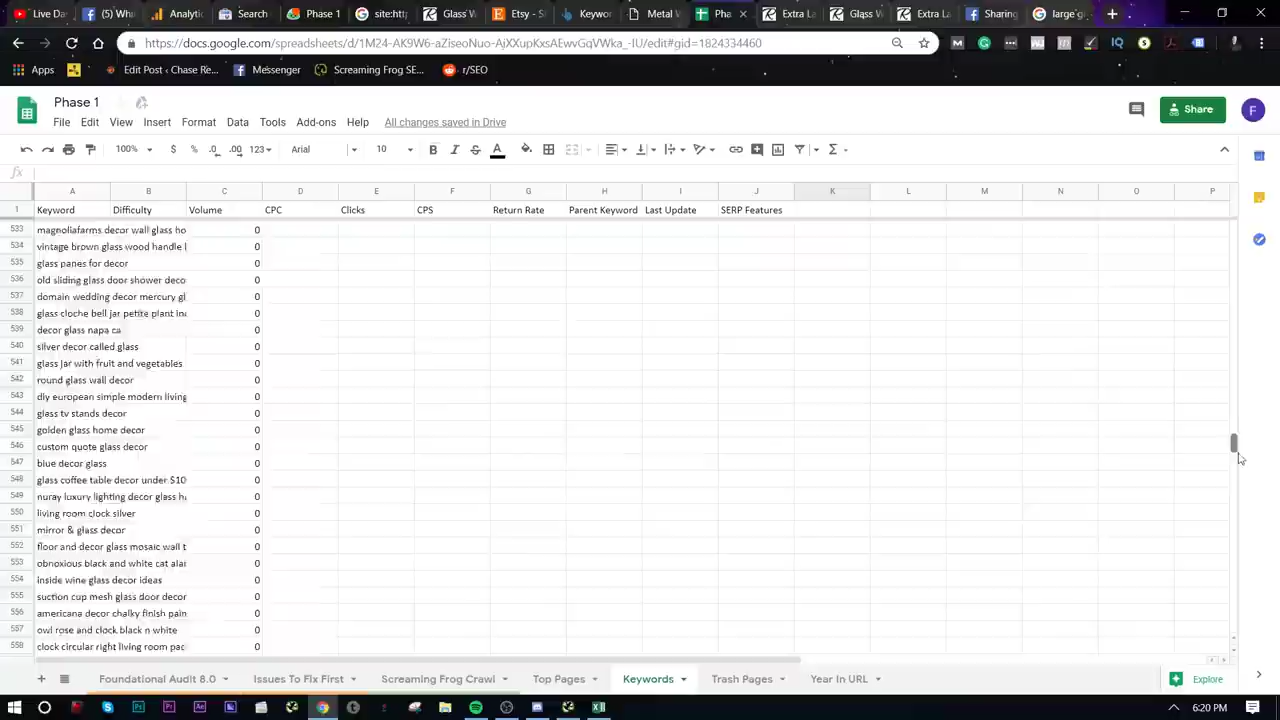 Apps
(5) Whi
Analytic
Search
Phase 1
site:http
Glass W
Etsy - S
Keywor
Metal W
Pha
Extra La
Glass W
Extra La
Sharing
large g
https://docs.google.com/spreadsheets/d/1M24-AK9W6-aZiseoNuo-AjXXupKxsAEwvGqVWka_-IU/edit#gid=1824334460
Edit Post ‹ Chase Re...
Messenger
Screaming Frog SE...
r/SEO
Phase 1
Share
F
File Edit View Insert Format Data Tools Add-ons Help All changes saved in Drive
100% $ % .0 .00 123 Arial 10 B I S A Σ
fx
A B C D E F G H I J K L M N O P
1 Keyword Difficulty Volume CPC Clicks CPS Return Rate Parent Keyword Last Update SERP Features
533 magnoliafarms decor wall glass ho 0
534 vintage brown glass wood handle l 0
535 glass panes for decor 0
536 old sliding glass door shower deco 0
537 domain wedding decor mercury gl 0
538 glass cloche bell jar petite plant in 0
539 decor glass napa ca 0
540 silver decor called glass 0
541 glass jar with fruit and vegetables 0
542 round glass wall decor 0
543 diy european simple modern living 0
544 glass tv stands decor 0
545 golden glass home decor 0
546 custom quote glass decor 0
547 blue decor glass 0
548 glass coffee table decor under $10 0
549 nuray luxury lighting decor glass h 0
550 living room clock silver 0
551 mirror & glass decor 0
552 floor and decor glass mosaic wall t 0
553 obnoxious black and white cat alar 0
554 inside wine glass decor ideas 0
555 suction cup mesh glass door decor 0
556 americana decor chalky finish pain 0
557 owl rose and clock black n white 0
558 clock circular right living room pac 0
Foundational Audit 8.0 Issues To Fix First Screaming Frog Crawl Top Pages Keywords Trash Pages Year In URL Explore
6:20 PM